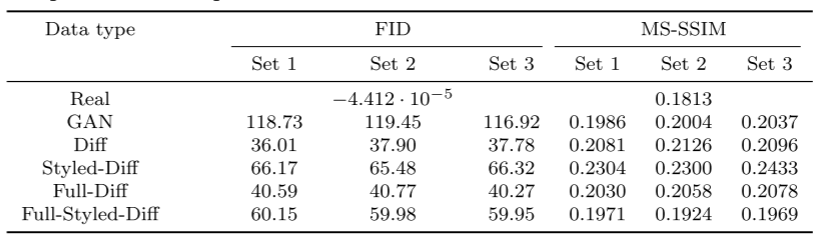 Data type FID MS-SSIM
Set 1 Set 2 Set 3 Set 1 Set 2 Set 3
Real −4.412 · 10⁻⁵ 0.1813
GAN 118.73 119.45 116.92 0.1986 0.2004 0.2037
Diff 36.01 37.90 37.78 0.2081 0.2126 0.2096
Styled-Diff 66.17 65.48 66.32 0.2304 0.2300 0.2433
Full-Diff 40.59 40.77 40.27 0.2030 0.2058 0.2078
Full-Styled-Diff 60.15 59.98 59.95 0.1971 0.1924 0.1969